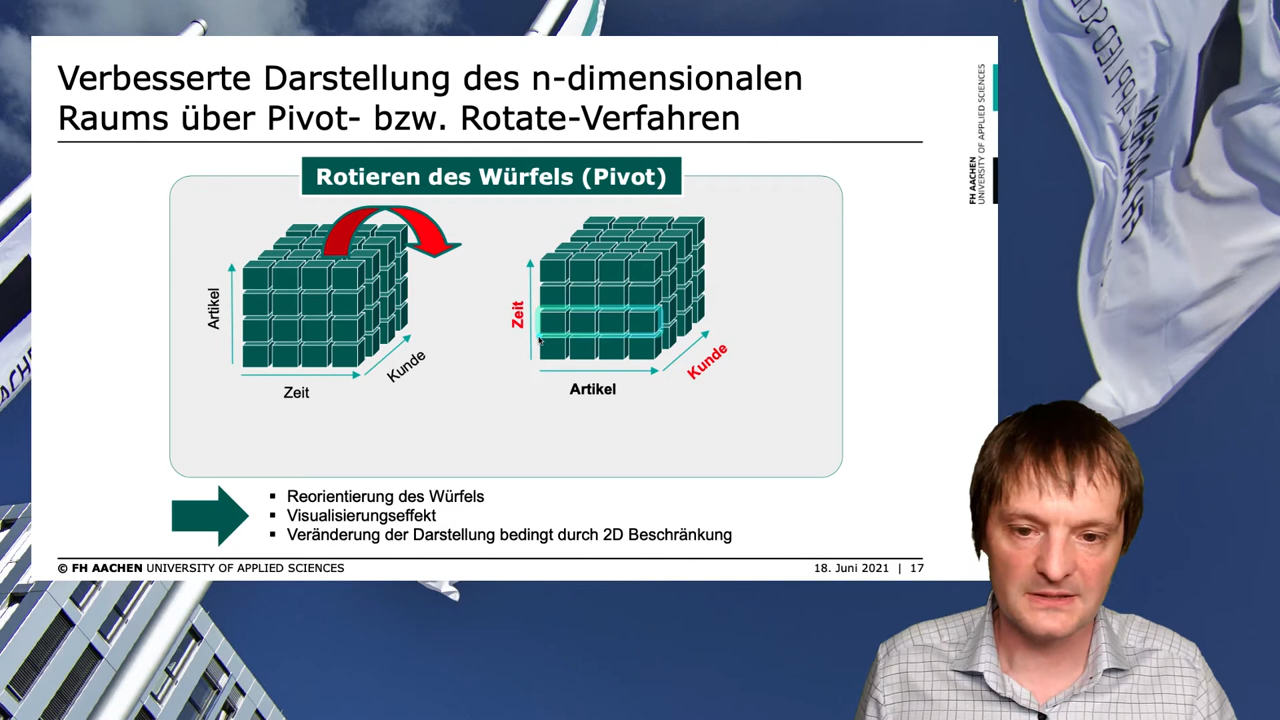 Verbesserte Darstellung des n-dimensionalen
Raums über Pivot- bzw. Rotate-Verfahren
Rotieren des Würfels (Pivot)
Artikel
Zeit
Kunde
Zeit
Artikel
Kunde
▪ Reorientierung des Würfels
▪ Visualisierungseffekt
▪ Veränderung der Darstellung bedingt durch 2D Beschränkung
© FH AACHEN UNIVERSITY OF APPLIED SCIENCES
18. Juni 2021 | 17
FH AACHEN
UNIVERSITY OF APPLIED SCIENCES
FH AACHEN